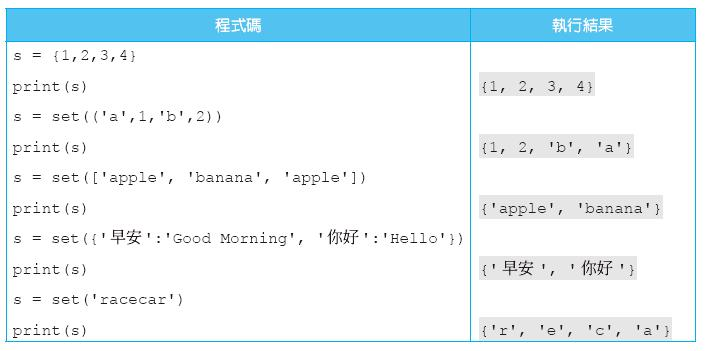 程式碼 執行結果
s = {1,2,3,4}
print(s) {1, 2, 3, 4}
s = set(('a',1,'b',2))
print(s) {1, 2, 'b', 'a'}
s = set(['apple', 'banana', 'apple'])
print(s) {'apple', 'banana'}
s = set({'早安':'Good Morning', '你好':'Hello'})
print(s) {'早安', '你好'}
s = set('racecar')
print(s) {'r', 'e', 'c', 'a'}